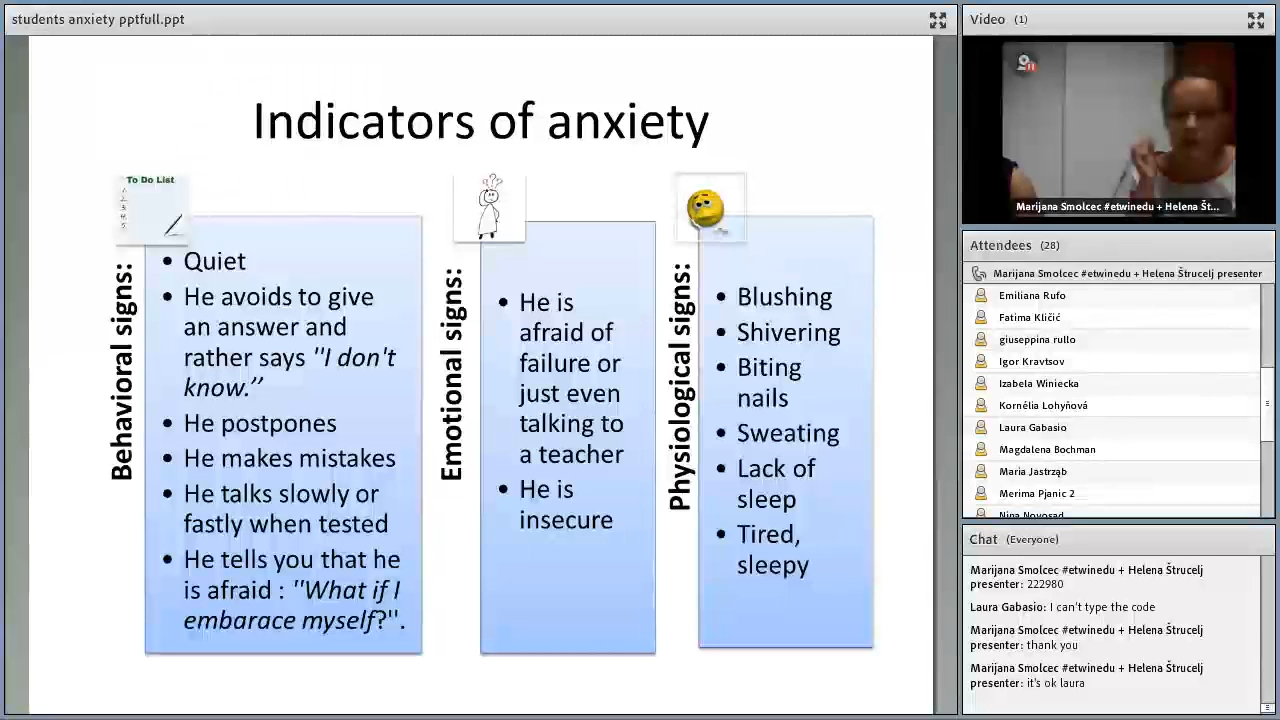 students anxiety pptfull.ppt
Indicators of anxiety
To Do List
Behavioral signs:
• Quiet
• He avoids to give
an answer and
rather says "I don't
know.”
• He postpones
• He makes mistakes
• He talks slowly or
fastly when tested
• He tells you that he
is afraid : "What if I
embarace myself?".
Emotional signs:
• He is
afraid of
failure or
just even
talking to
a teacher
• He is
insecure
Physiological signs:
• Blushing
• Shivering
• Biting
nails
• Sweating
• Lack of
sleep
• Tired,
sleepy
Video (1)
Marijana Smolcec #etwinedu + Helena Št...
Attendees (28)
Marijana Smolcec #etwinedu + Helena Štrucelj presenter
Emiliana Rufo
Fatima Kličić
giuseppina rullo
Igor Kravtsov
Izabela Winiecka
Kornélia Lohyňová
Laura Gabasio
Magdalena Bochman
Maria Jastrząb
Merima Pjanic 2
Nina Novosad
Chat (Everyone)
Marijana Smolcec #etwinedu + Helena Štrucelj
presenter: 222980
Laura Gabasio: I can't type the code
Marijana Smolcec #etwinedu + Helena Štrucelj
presenter: thank you
Marijana Smolcec #etwinedu + Helena Štrucelj
presenter: it's ok laura